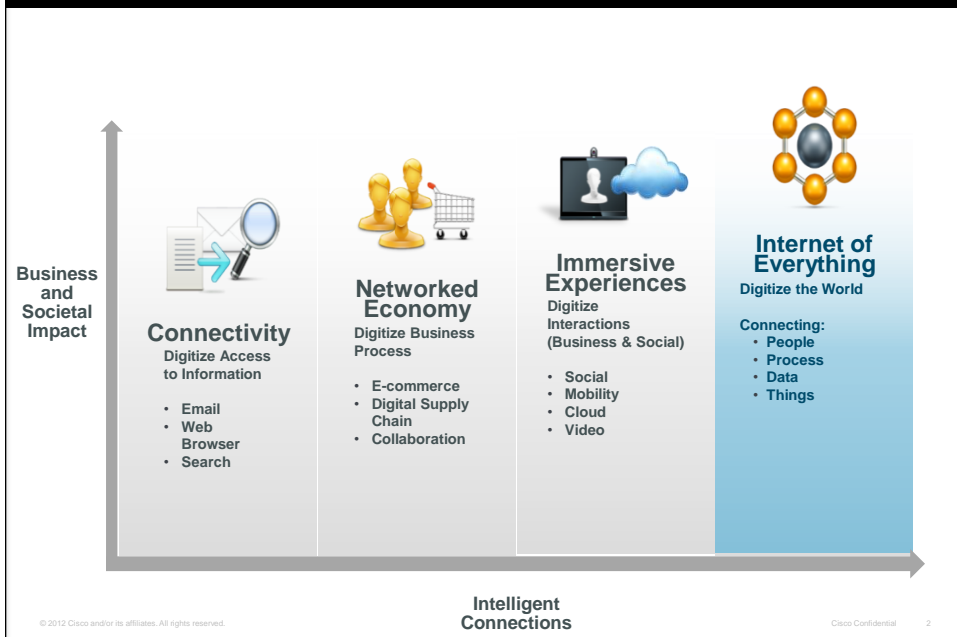 Business
and
Societal
Impact
Connectivity
Digitize Access
to Information
• Email
• Web
Browser
• Search
Networked
Economy
Digitize Business
Process
• E-commerce
• Digital Supply
Chain
• Collaboration
Immersive
Experiences
Digitize
Interactions
(Business & Social)
• Social
• Mobility
• Cloud
• Video
Internet of
Everything
Digitize the World
Connecting:
• People
• Process
• Data
• Things
Intelligent
Connections
© 2012 Cisco and/or its affiliates. All rights reserved.
Cisco Confidential
2